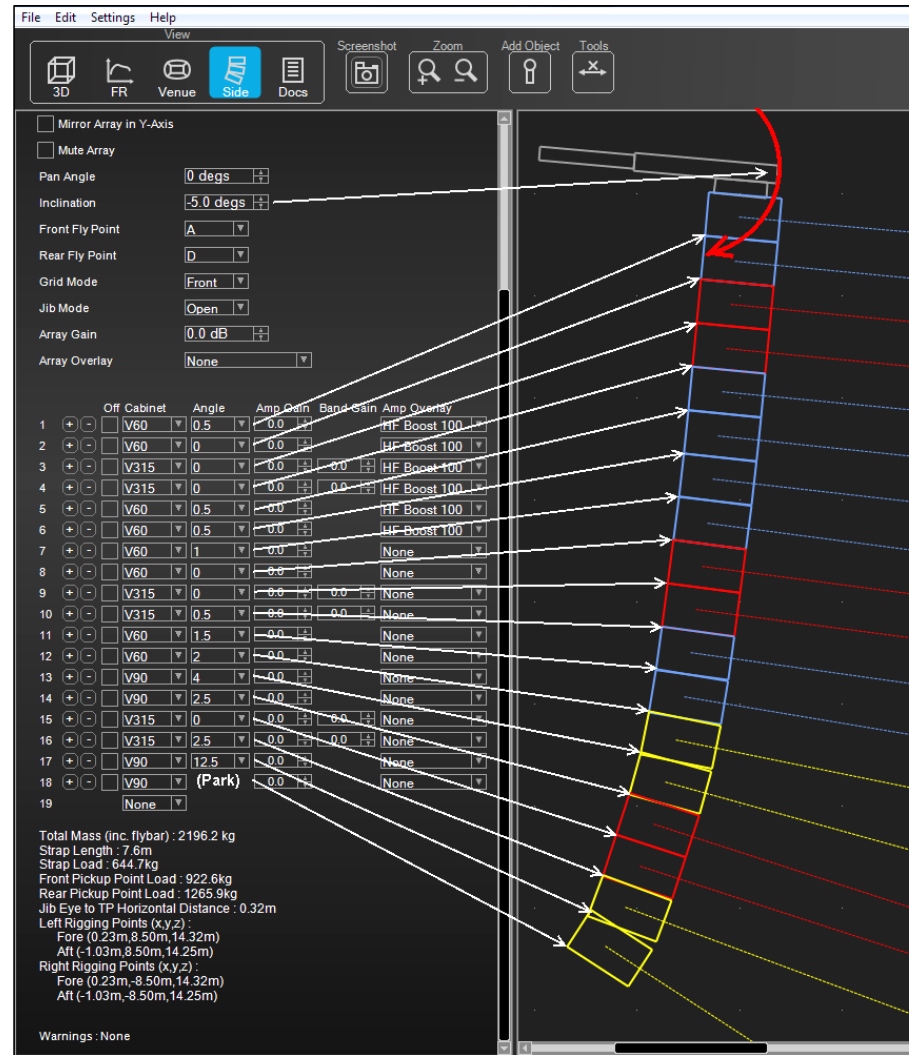 File Edit Settings Help
View
Screenshot Zoom Add Object Tools
3D FR Venue Side Docs
Mirror Array in Y-Axis
Mute Array
Pan Angle 0 degs
Inclination -5.0 degs
Front Fly Point A
Rear Fly Point D
Grid Mode Front
Jib Mode Open
Array Gain 0.0 dB
Array Overlay None
Off Cabinet Angle Amp Gain Band Gain Amp Overlay
1 + - V60 0.5 0.0 HF Boost 100
2 + - V60 0 0.0 HF Boost 100
3 + - V315 0 0.0 0.0 HF Boost 100
4 + - V315 0 0.0 0.0 HF Boost 100
5 + - V60 0.5 0.0 HF Boost 100
6 + - V60 0.5 0.0 HF Boost 100
7 + - V60 1 0.0 None
8 + - V60 0 0.0 None
9 + - V315 0 0.0 0.0 None
10 + - V315 0.5 0.0 0.0 None
11 + - V60 1.5 0.0 None
12 + - V60 2 0.0 None
13 + - V90 4 0.0 None
14 + - V90 2.5 0.0 None
15 + - V315 0 0.0 0.0 None
16 + - V315 2.5 0.0 0.0 None
17 + - V90 12.5 0.0 None
18 + - V90 (Park) 0.0 None
19 None
Total Mass (inc. flybar) : 2196.2 kg
Strap Length : 7.6m
Strap Load : 644.7kg
Front Pickup Point Load : 922.6kg
Rear Pickup Point Load : 1265.9kg
Jib Eye to TP Horizontal Distance : 0.32m
Left Rigging Points (x,y,z) :
Fore (0.23m,8.50m,14.32m)
Aft (-1.03m,8.50m,14.25m)
Right Rigging Points (x,y,z) :
Fore (0.23m,-8.50m,14.32m)
Aft (-1.03m,-8.50m,14.25m)
Warnings : None